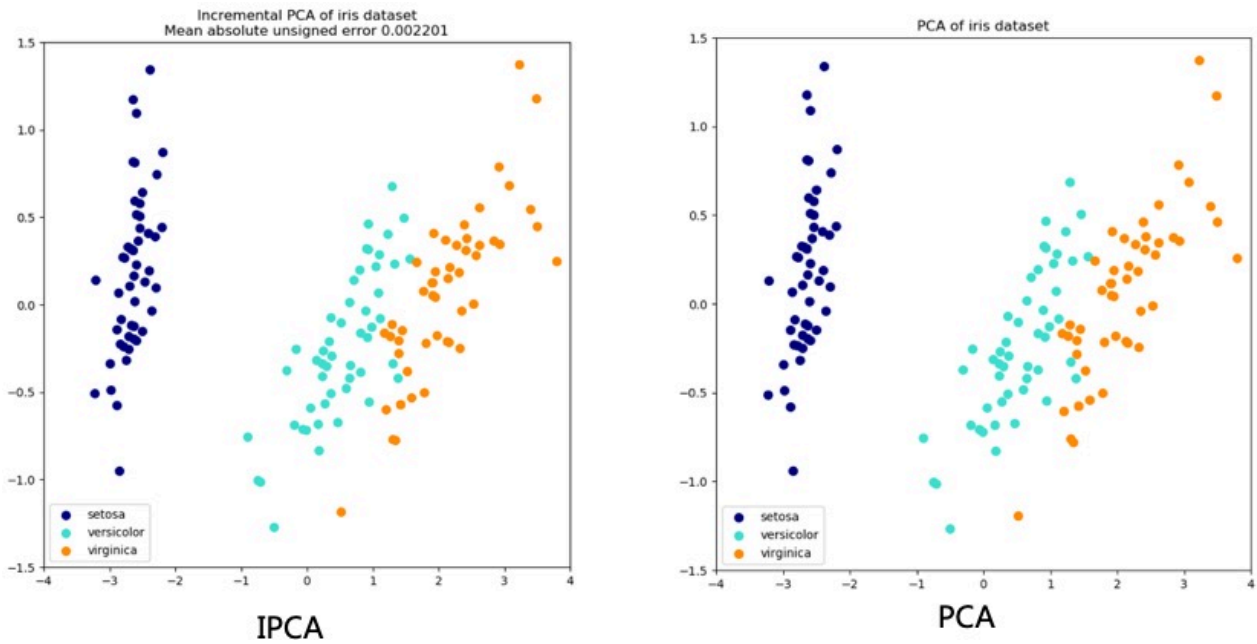 Incremental PCA of iris dataset
Mean absolute unsigned error 0.002201
1.5
1.0
0.5
0.0
−0.5
−1.0
−1.5
setosa
versicolor
virginica
−4 −3 −2 −1 0 1 2 3 4
IPCA
PCA of iris dataset
1.5
1.0
0.5
0.0
−0.5
−1.0
−1.5
setosa
versicolor
virginica
−4 −3 −2 −1 0 1 2 3 4
PCA